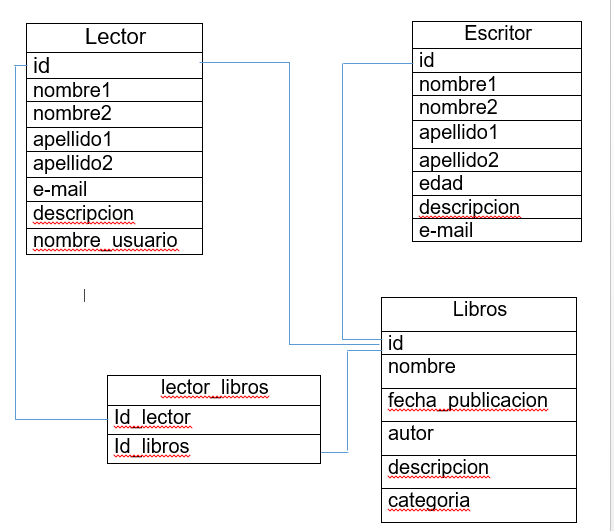 Lector
id
nombre1
nombre2
apellido1
apellido2
e-mail
descripcion
nombre_usuario
Escritor
id
nombre1
nombre2
apellido1
apellido2
edad
descripcion
e-mail
Libros
id
nombre
fecha_publicacion
autor
descripcion
categoria
lector_libros
Id_lector
Id_libros